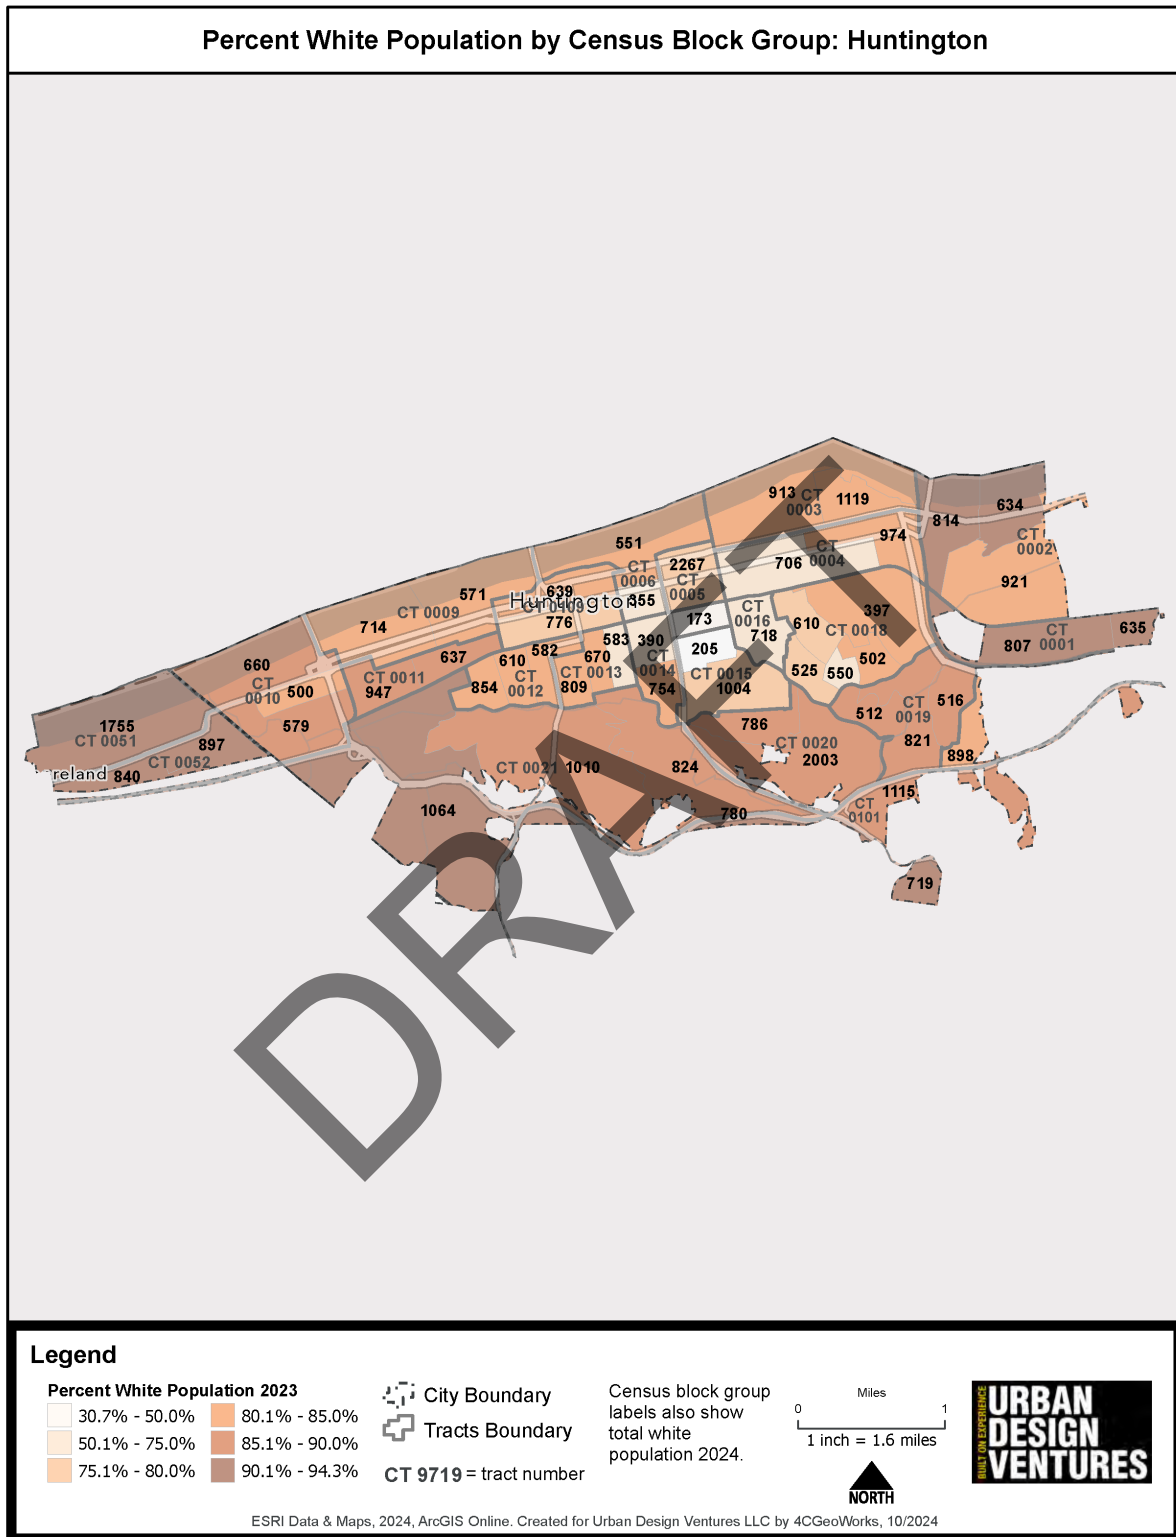 Percent White Population by Census Block Group: Huntington
913 CT 0003 1119
634
814
974
CT 0002
551
CT 0006
2267
CT 0005
706
CT 0004
921
571
639
Huntington
CT 0109
355
CT 0009
714
776
173
CT 0016
718
610
397
CT 0018
807
CT 0001
635
583
390
205
637
610
582
670
CT 0014
660
CT 0010
500
CT 0011
947
854
CT 0012
CT 0013
809
754
CT 0015
1004
525
550
502
579
1755
CT 0051
897
CT 0052
840
reland
786
512
CT 0019
516
821
CT 0020
2003
898
CT 0021
1010
824
1064
780
1115
CT 0101
719
DRAFT
Legend
Percent White Population 2023
30.7% - 50.0%
50.1% - 75.0%
75.1% - 80.0%
80.1% - 85.0%
85.1% - 90.0%
90.1% - 94.3%
City Boundary
Tracts Boundary
CT 9719 = tract number
Census block group
labels also show
total white
population 2024.
Miles
0 1
1 inch = 1.6 miles
NORTH
BUILT ON EXPERIENCE
URBAN
DESIGN
VENTURES
ESRI Data & Maps, 2024, ArcGIS Online. Created for Urban Design Ventures LLC by 4CGeoWorks, 10/2024